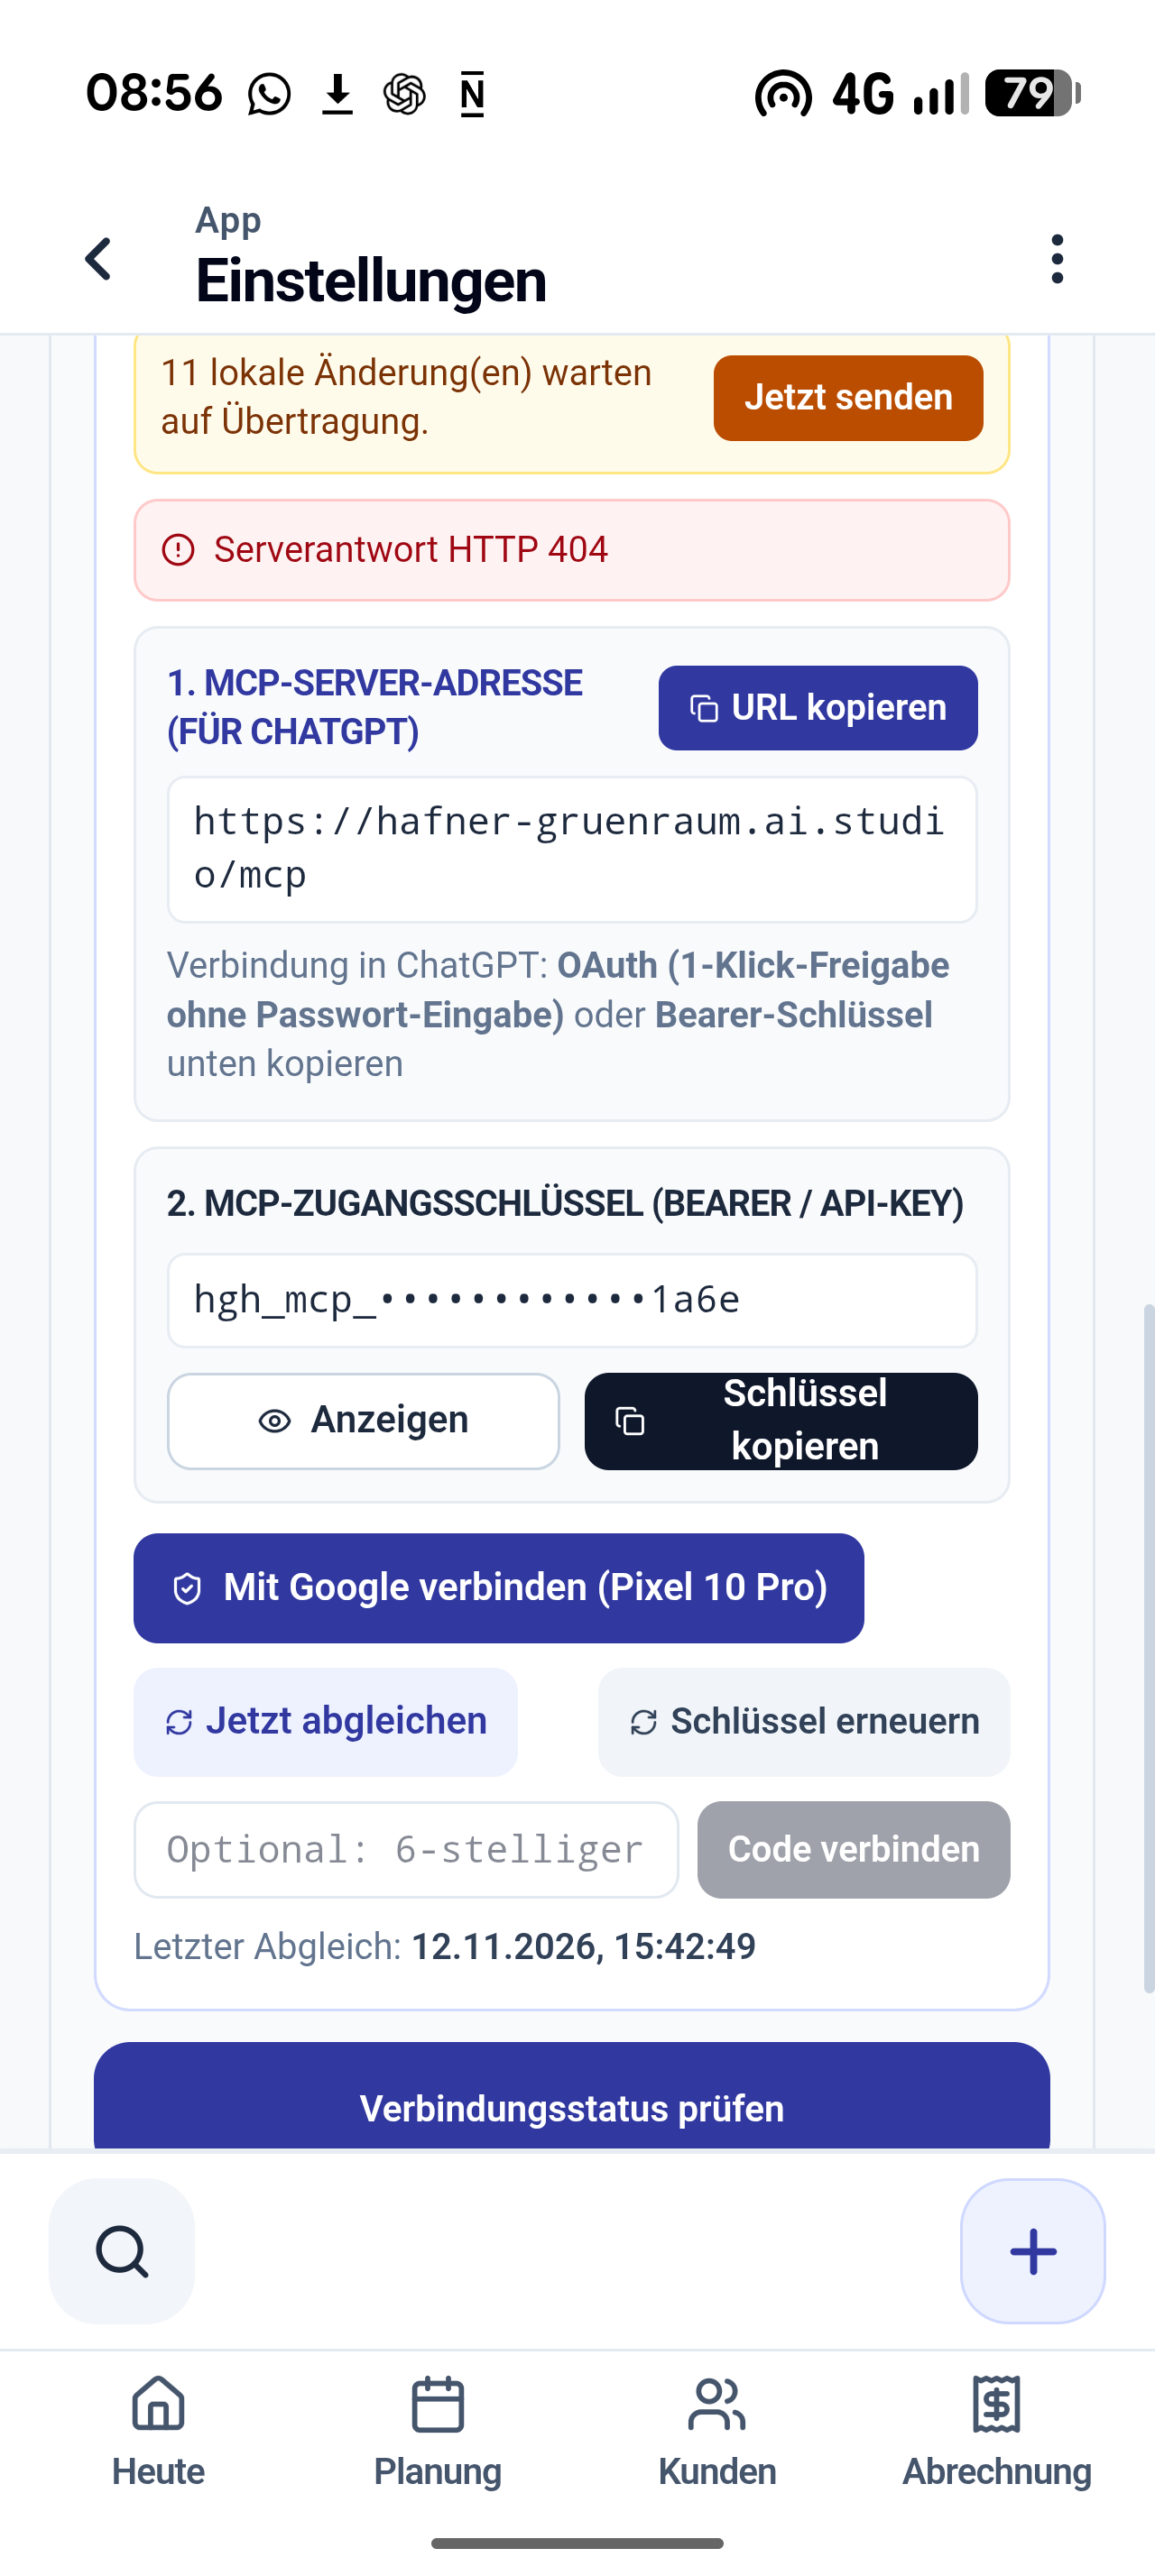 08:56
4G
79
App
Einstellungen
11 lokale Änderung(en) warten
auf Übertragung.
Jetzt senden
Serverantwort HTTP 404
1. MCP-SERVER-ADRESSE
(FÜR CHATGPT)
URL kopieren
https://hafner-gruenraum.ai.studi
o/mcp
Verbindung in ChatGPT: OAuth (1-Klick-Freigabe
ohne Passwort-Eingabe) oder Bearer-Schlüssel
unten kopieren
2. MCP-ZUGANGSSCHLÜSSEL (BEARER / API-KEY)
hgh_mcp_••••••••••••1a6e
Anzeigen
Schlüssel
kopieren
Mit Google verbinden (Pixel 10 Pro)
Jetzt abgleichen
Schlüssel erneuern
Optional: 6-stelliger
Code verbinden
Letzter Abgleich: 12.11.2026, 15:42:49
Verbindungsstatus prüfen
Heute
Planung
Kunden
Abrechnung